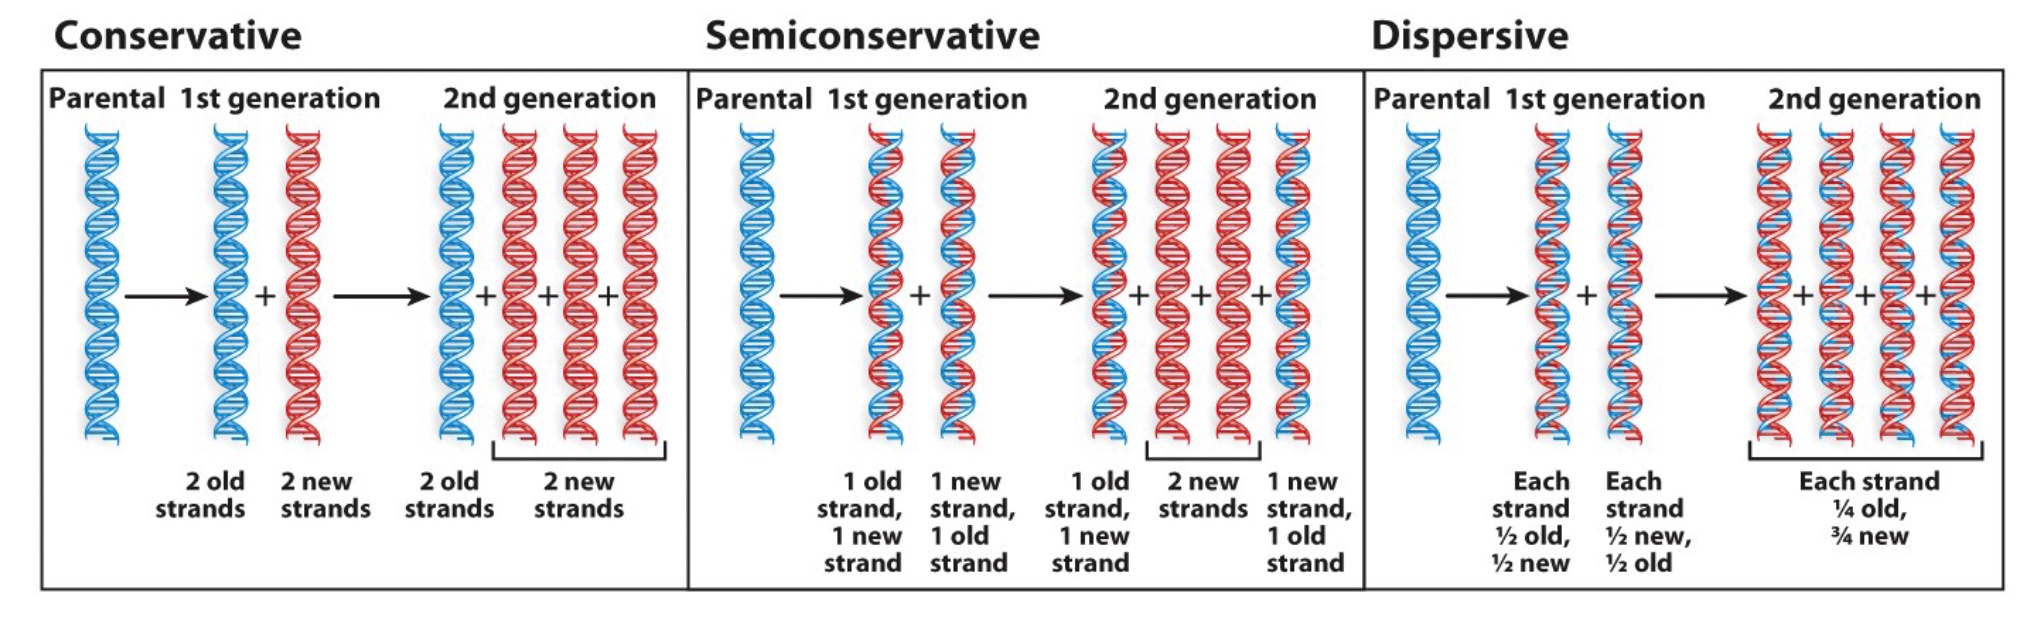 Conservative
Parental 1st generation 2nd generation
+ + + +
2 old strands
2 new strands
2 old strands
2 new strands
Semiconservative
Parental 1st generation 2nd generation
+ + + +
1 old strand, 1 new strand
1 new strand, 1 old strand
1 old strand, 1 new strand
2 new strands
1 new strand, 1 old strand
Dispersive
Parental 1st generation 2nd generation
+ + + +
Each strand ½ old, ½ new
Each strand ½ new, ½ old
Each strand ¼ old, ¾ new